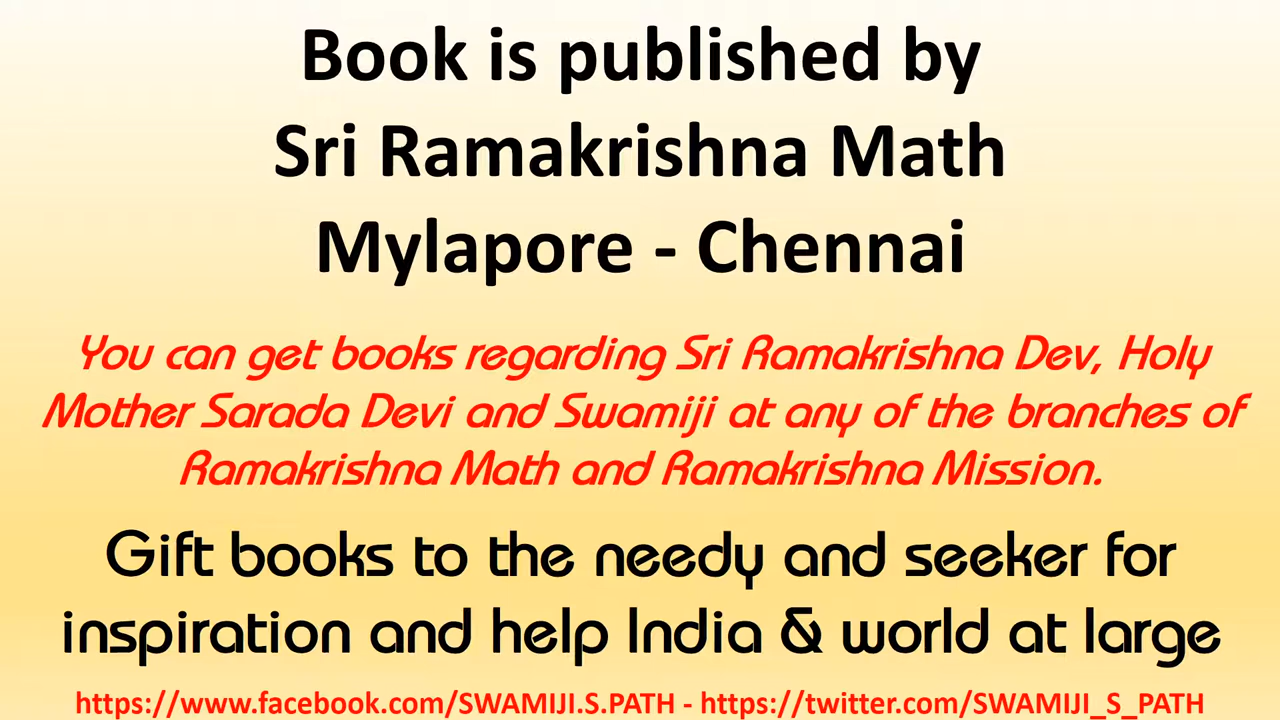 Book is published by
Sri Ramakrishna Math
Mylapore - Chennai
You can get books regarding Sri Ramakrishna Dev, Holy
Mother Sarada Devi and Swamiji at any of the branches of
Ramakrishna Math and Ramakrishna Mission.
Gift books to the needy and seeker for
inspiration and help India & world at large
https://www.facebook.com/SWAMIJI.S.PATH - https://twitter.com/SWAMIJI_S_PATH